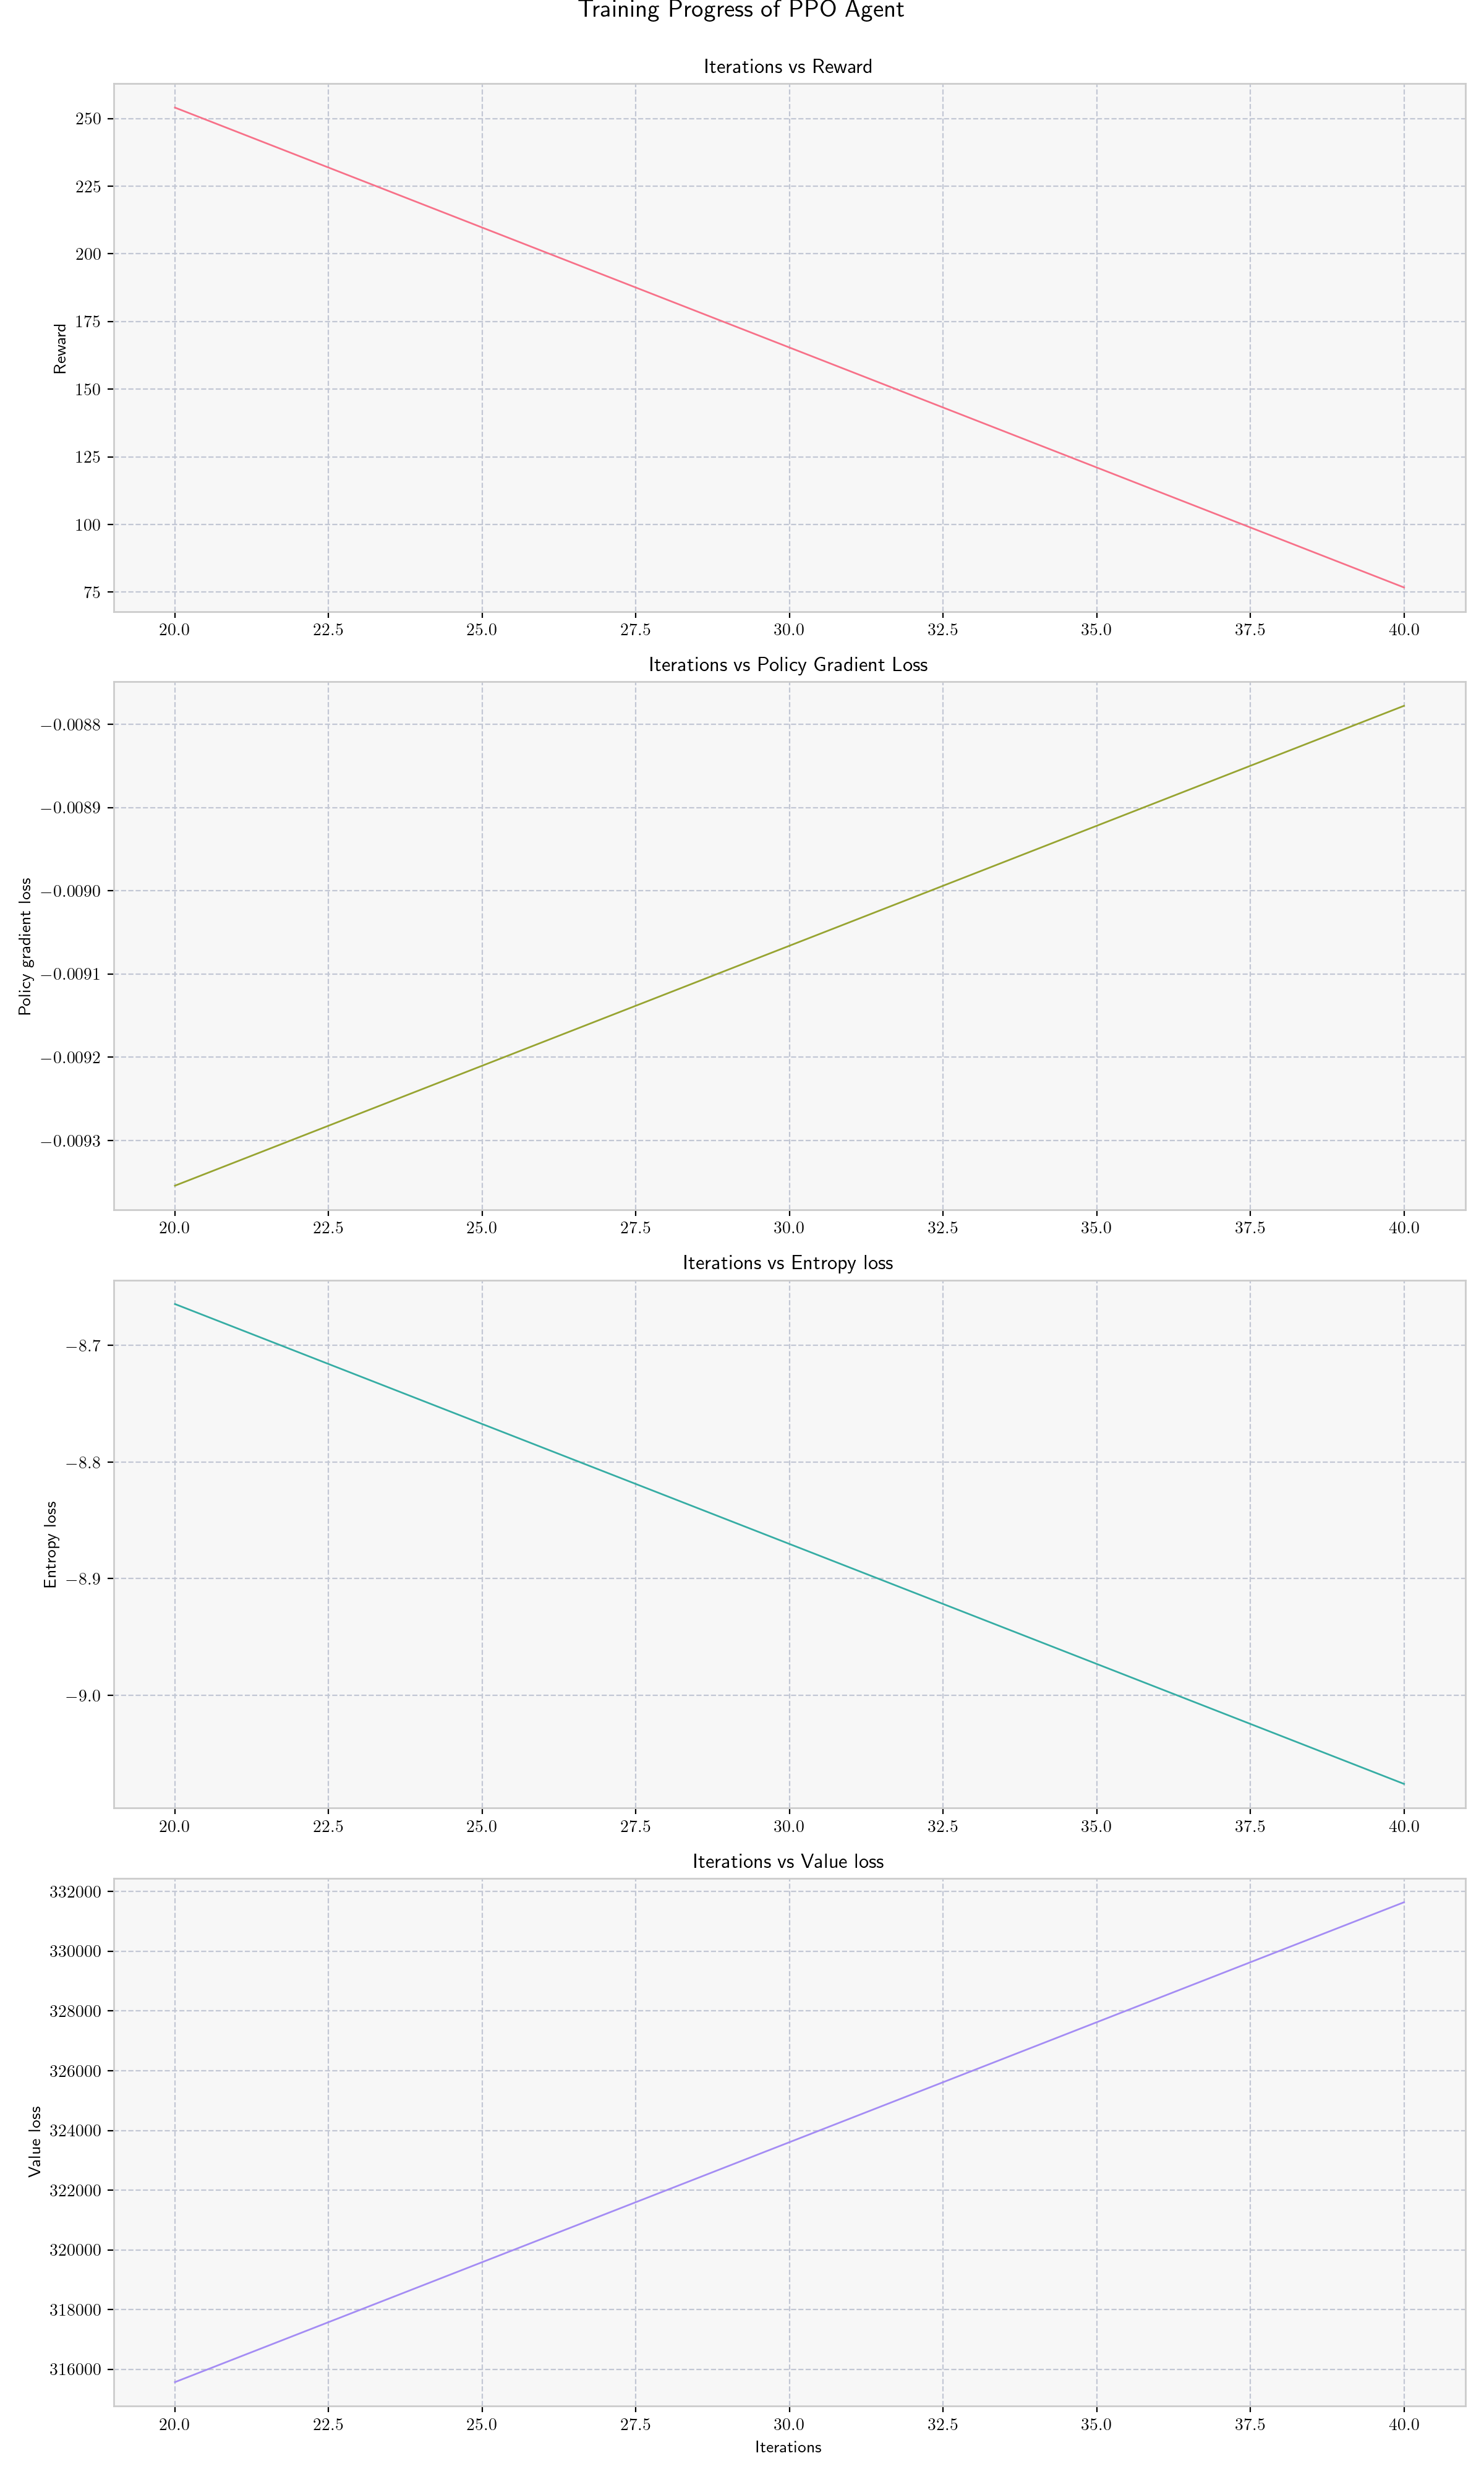 Training Progress of PPO Agent
Iterations vs Reward
250
225
200
175
150
125
100
75
Reward
20.0 22.5 25.0 27.5 30.0 32.5 35.0 37.5 40.0
Iterations vs Policy Gradient Loss
−0.0088
−0.0089
−0.0090
−0.0091
−0.0092
−0.0093
Policy gradient loss
20.0 22.5 25.0 27.5 30.0 32.5 35.0 37.5 40.0
Iterations vs Entropy loss
−8.7
−8.8
−8.9
−9.0
Entropy loss
20.0 22.5 25.0 27.5 30.0 32.5 35.0 37.5 40.0
Iterations vs Value loss
332000
330000
328000
326000
324000
322000
320000
318000
316000
Value loss
20.0 22.5 25.0 27.5 30.0 32.5 35.0 37.5 40.0
Iterations